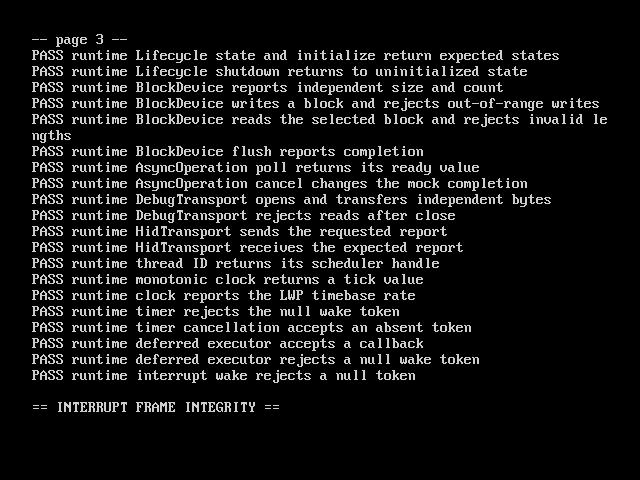 -- page 3 --
PASS runtime Lifecycle state and initialize return expected states
PASS runtime Lifecycle shutdown returns to uninitialized state
PASS runtime BlockDevice reports independent size and count
PASS runtime BlockDevice writes a block and rejects out-of-range writes
PASS runtime BlockDevice reads the selected block and rejects invalid le
ngths
PASS runtime BlockDevice flush reports completion
PASS runtime AsyncOperation poll returns its ready value
PASS runtime AsyncOperation cancel changes the mock completion
PASS runtime DebugTransport opens and transfers independent bytes
PASS runtime DebugTransport rejects reads after close
PASS runtime HidTransport sends the requested report
PASS runtime HidTransport receives the expected report
PASS runtime thread ID returns its scheduler handle
PASS runtime monotonic clock returns a tick value
PASS runtime clock reports the LWP timebase rate
PASS runtime timer rejects the null wake token
PASS runtime timer cancellation accepts an absent token
PASS runtime deferred executor accepts a callback
PASS runtime deferred executor rejects a null wake token
PASS runtime interrupt wake rejects a null token
== INTERRUPT FRAME INTEGRITY ==